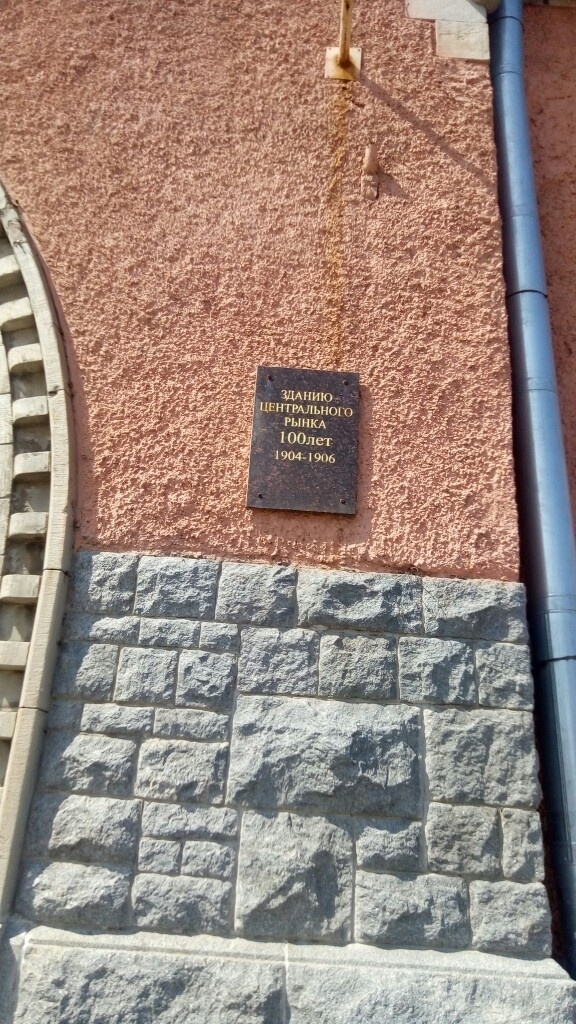 ЗДАНИЮ
ЦЕНТРАЛЬНОГО
РЫНКА
100лет
1904-1906